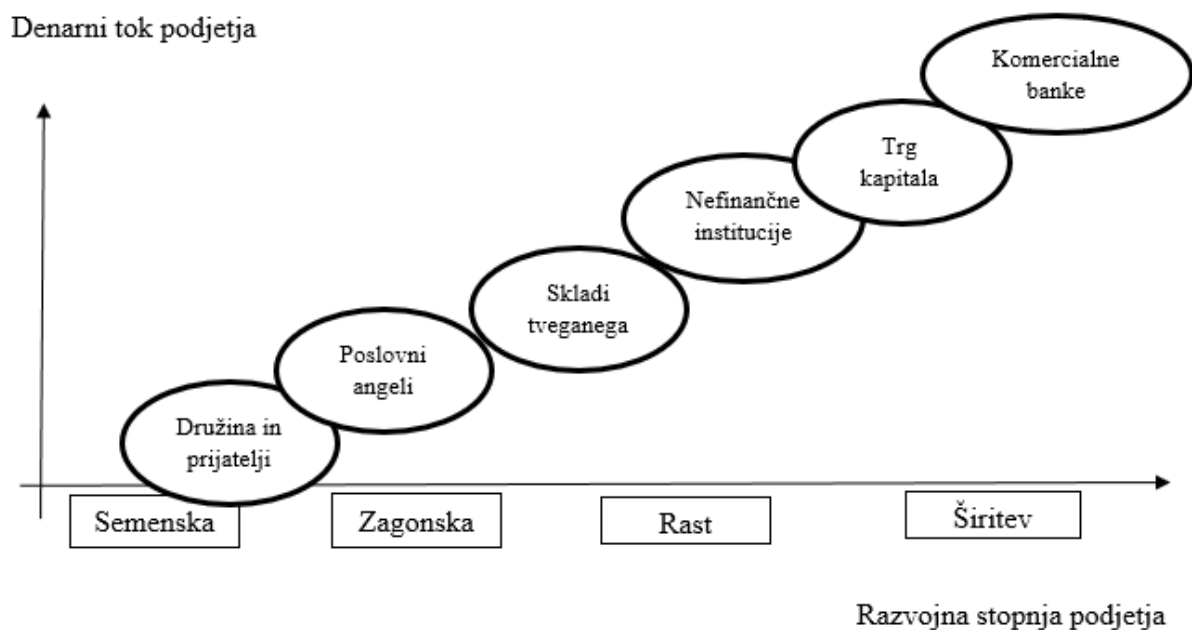 Denarni tok podjetja
Komercialne
banke
Trg
kapitala
Nefinančne
institucije
Skladi
tveganega
Poslovni
angeli
Družina in
prijatelji
Semenska
Zagonska
Rast
Širitev
Razvojna stopnja podjetja